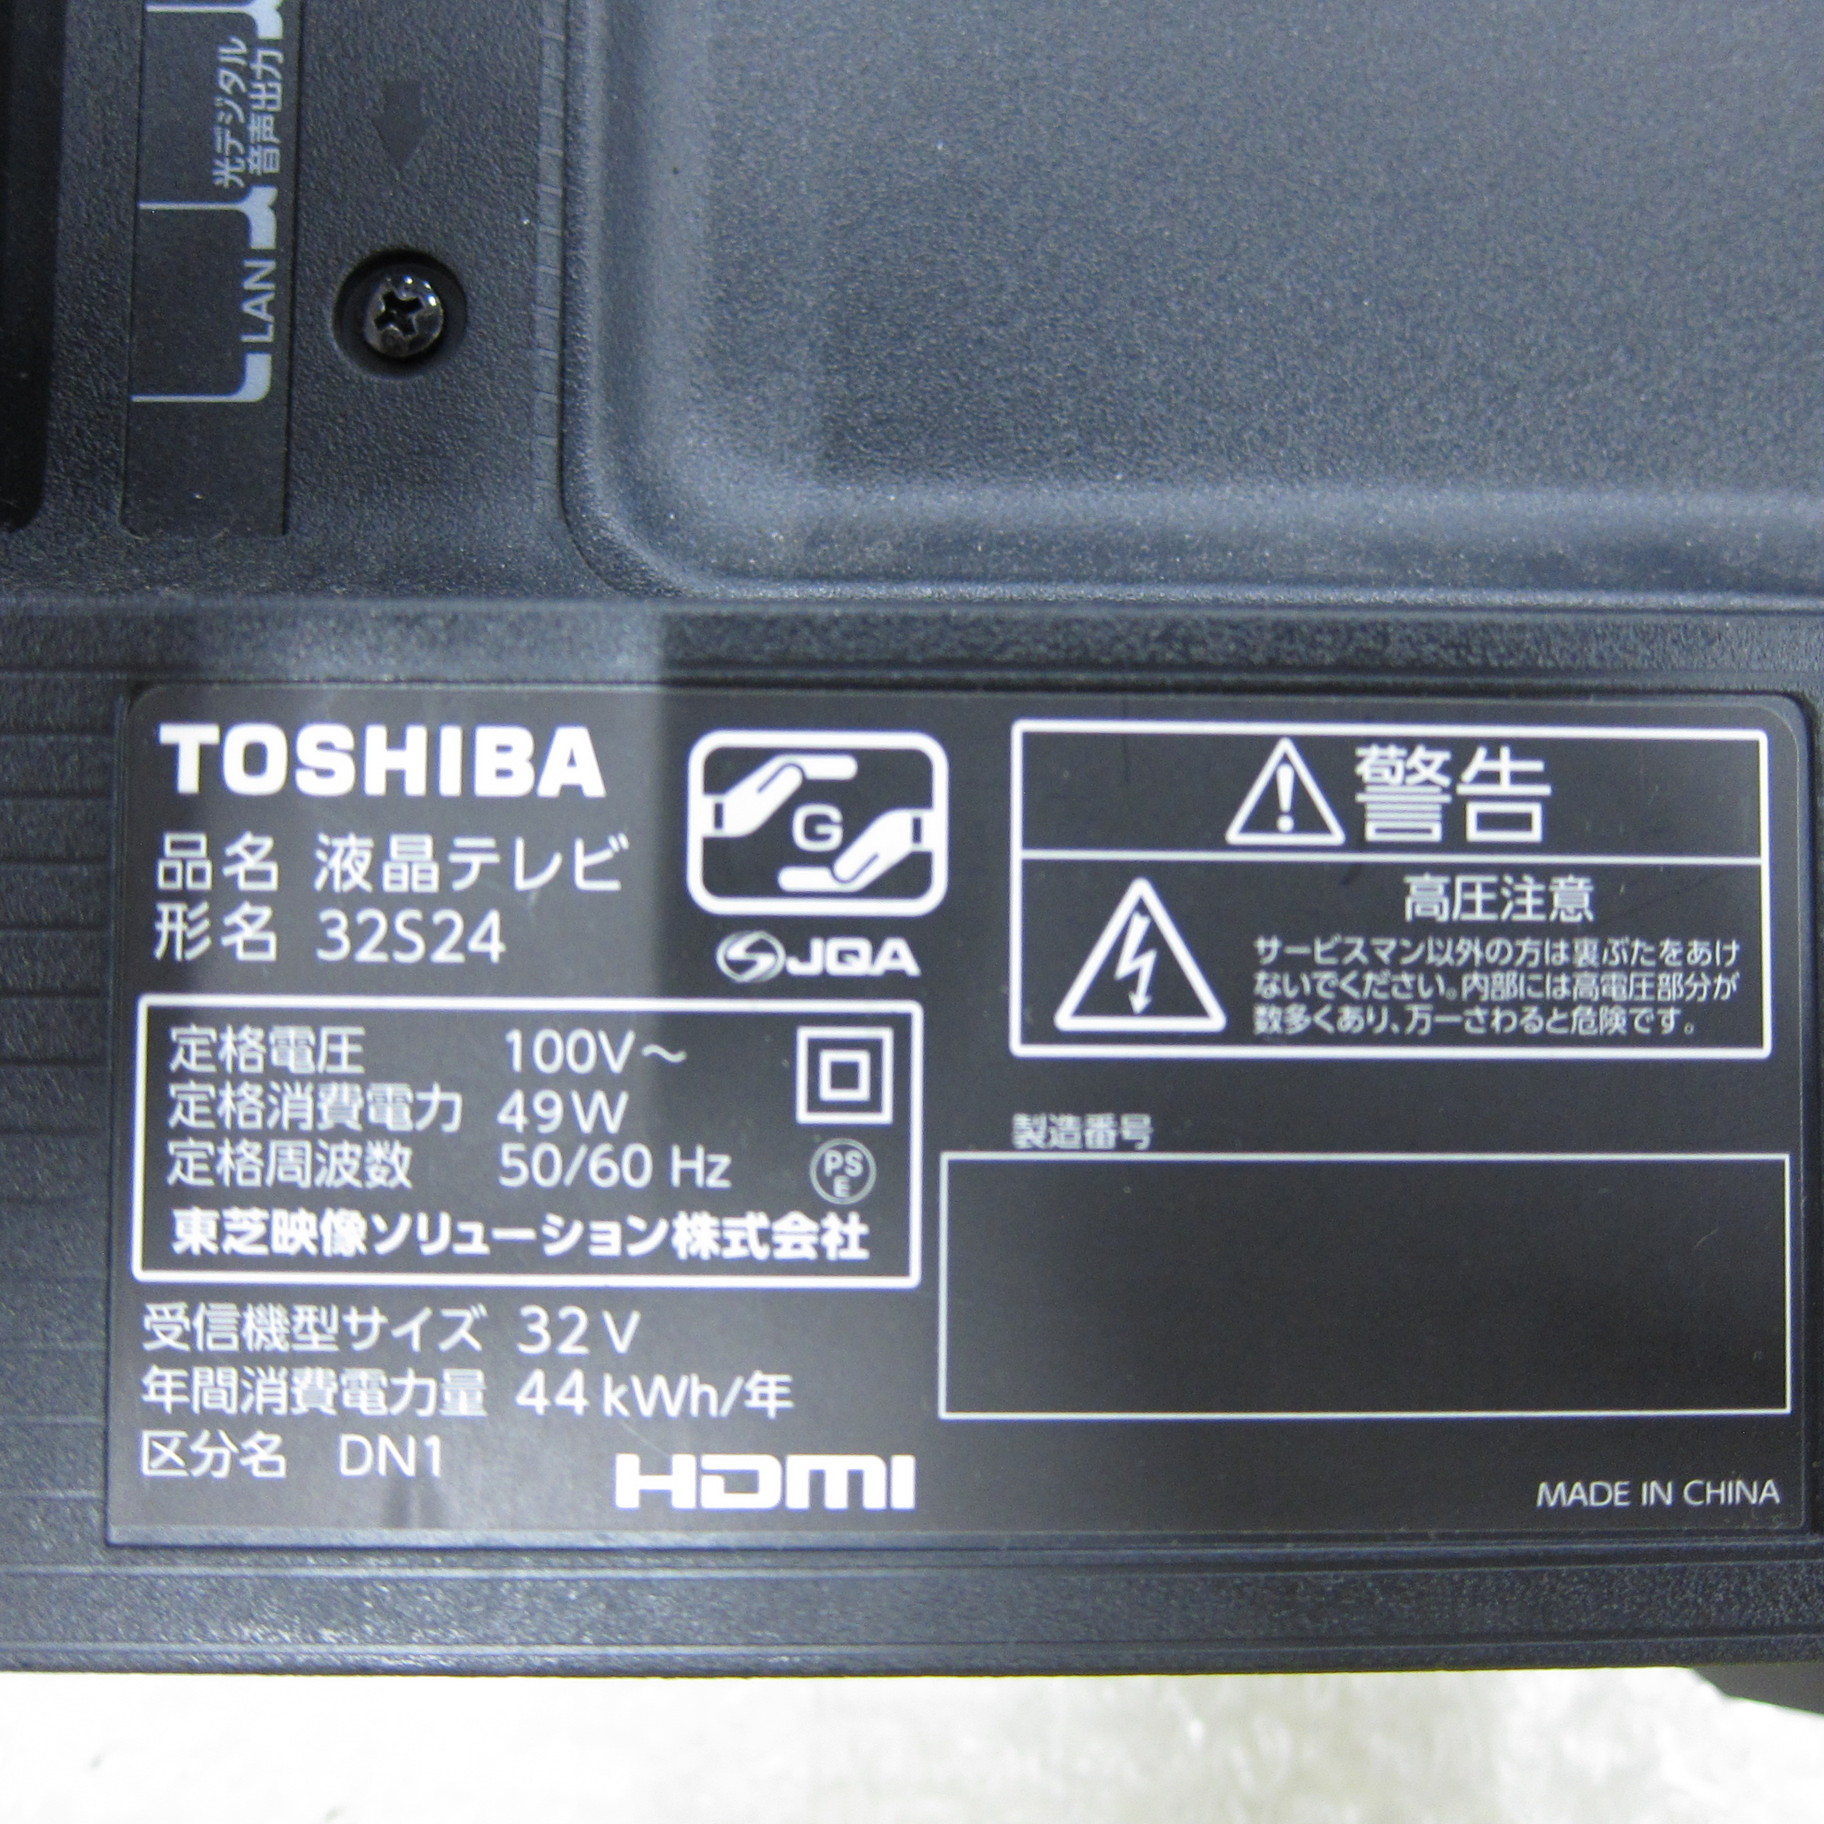 光デジタル
音声出力
LAN
TOSHIBA
品名 液晶テレビ
形名 32S24
G
JQA
定格電圧 100V～
定格消費電力 49W
定格周波数 50/60 Hz
PS
E
東芝映像ソリューション株式会社
受信機型サイズ 32V
年間消費電力量 44kWh/年
区分名 DN1
HDMI
警告
高圧注意
サービスマン以外の方は裏ぶたをあけ
ないでください。内部には高電圧部分が
数多くあり、万一さわると危険です。
製造番号
MADE IN CHINA